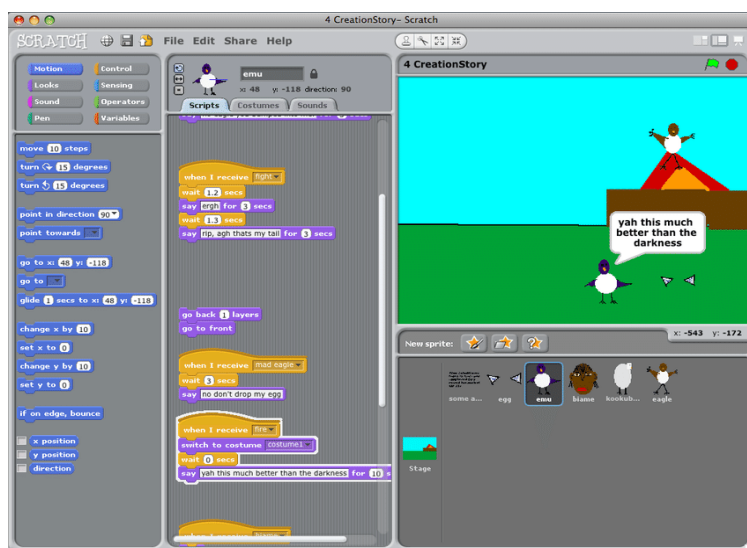 4 CreationStory- Scratch
SCRATCH File Edit Share Help
Motion Control
Looks Sensing
Sound Operators
Pen Variables
move 10 steps
turn 15 degrees
turn 15 degrees
point in direction 90
point towards
go to x: 48 y: -118
go to
glide 1 secs to x: 48 y: -118
change x by 10
set x to 0
change y by 10
set y to 0
if on edge, bounce
x position
y position
direction
emu
x: 48 y: -118 direction: 90
Scripts Costumes Sounds
when I receive fight
wait 1.2 secs
say ergh for 3 secs
wait 1.3 secs
say rip, agh thats my tail for 3 secs
go back 1 layers
go to front
when I receive mad eagle
wait 3 secs
say no don't drop my egg
when I receive fire
switch to costume costume1
wait 0 secs
say yah this much better than the darkness for 10 s
4 CreationStory
yah this much
better than the
darkness
x: -543 y: -172
New sprite:
some a... egg emu biame kookub... eagle
Stage